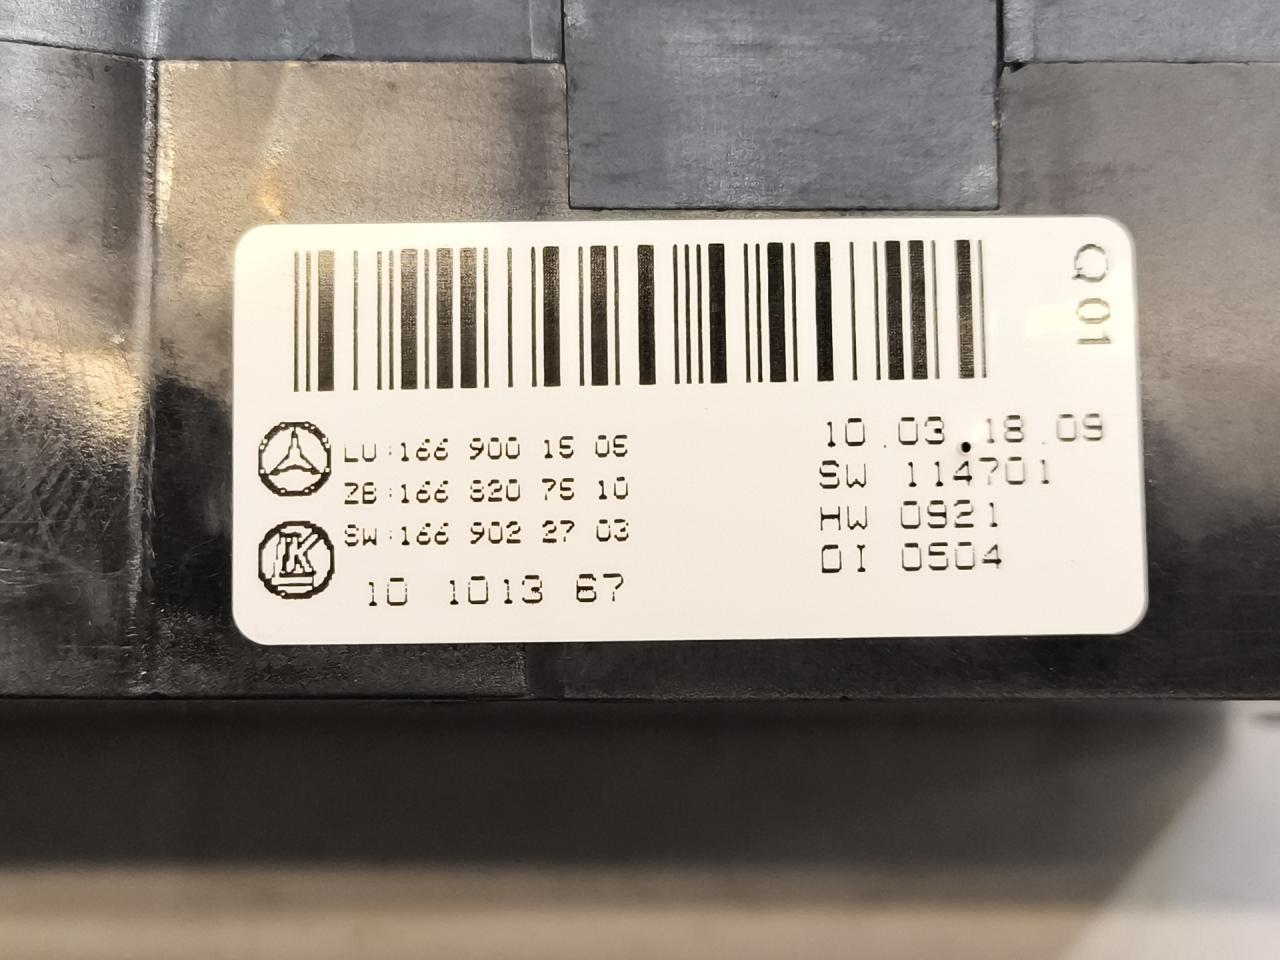 Q01
LU:166 900 15 05
ZB:166 820 75 10
SW:166 902 27 03
10 1013 67
10.03.18.09
SW 114701
HW 0921
DI 0504